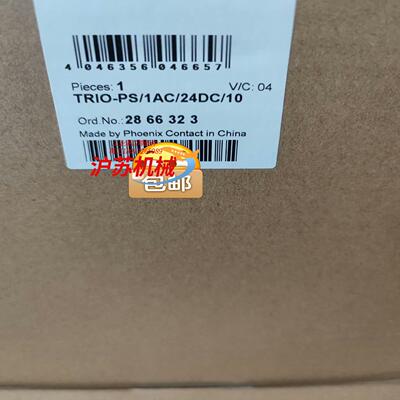 4 046356 046657
Pieces: 1 V/C: 04
TRIO-PS/1AC/24DC/10
Ord.No.: 28 66 32 3
Made by Phoenix Contact in China
沪苏机械
包邮